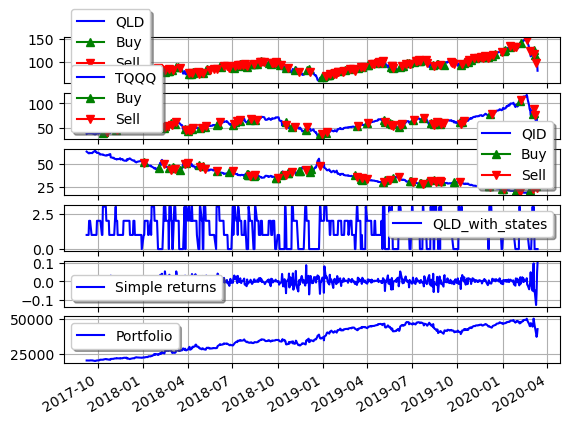 QLD
Buy
Sell
150
100
TQQQ
Buy
Sell
100
50
QID
Buy
Sell
50
25
QLD_with_states
2.5
0.0
Simple returns
0.1
0.0
−0.1
Portfolio
50000
25000
2017-10
2018-01
2018-04
2018-07
2018-10
2019-01
2019-04
2019-07
2019-10
2020-01
2020-04